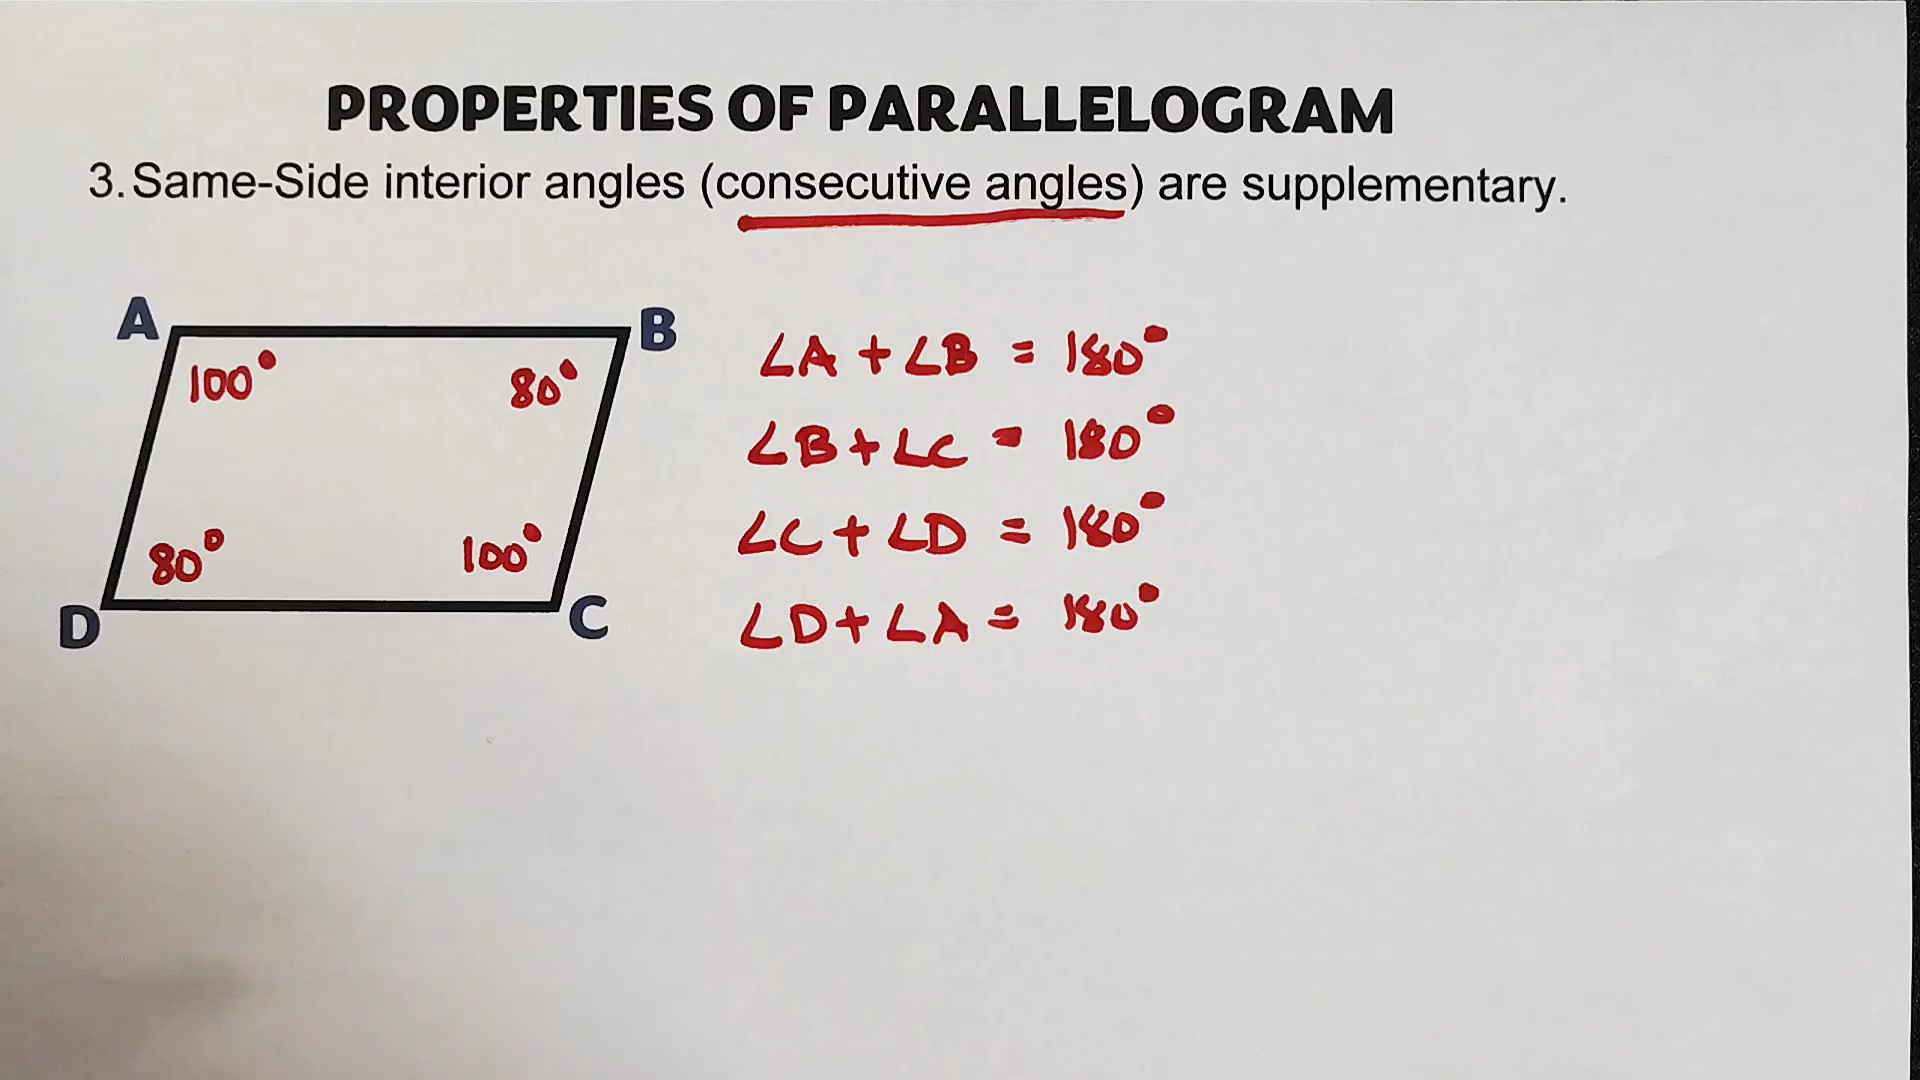 PROPERTIES OF PARALLELOGRAM
3. Same-Side interior angles (consecutive angles) are supplementary.
A
B
100°
80°
80°
100°
D
C
∠A + ∠B = 180°
∠B + ∠C = 180°
∠C + ∠D = 180°
∠D + ∠A = 180°